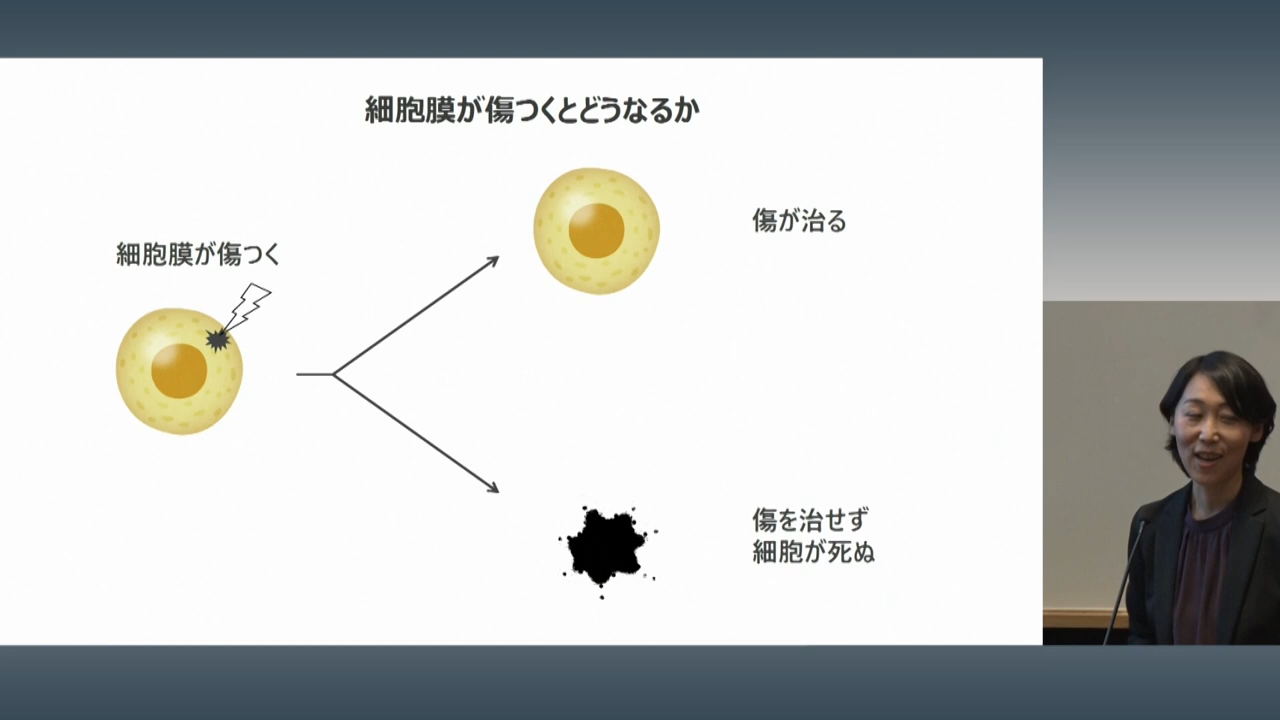 細胞膜が傷つくとどうなるか
細胞膜が傷つく
傷が治る
傷を治せず
細胞が死ぬ